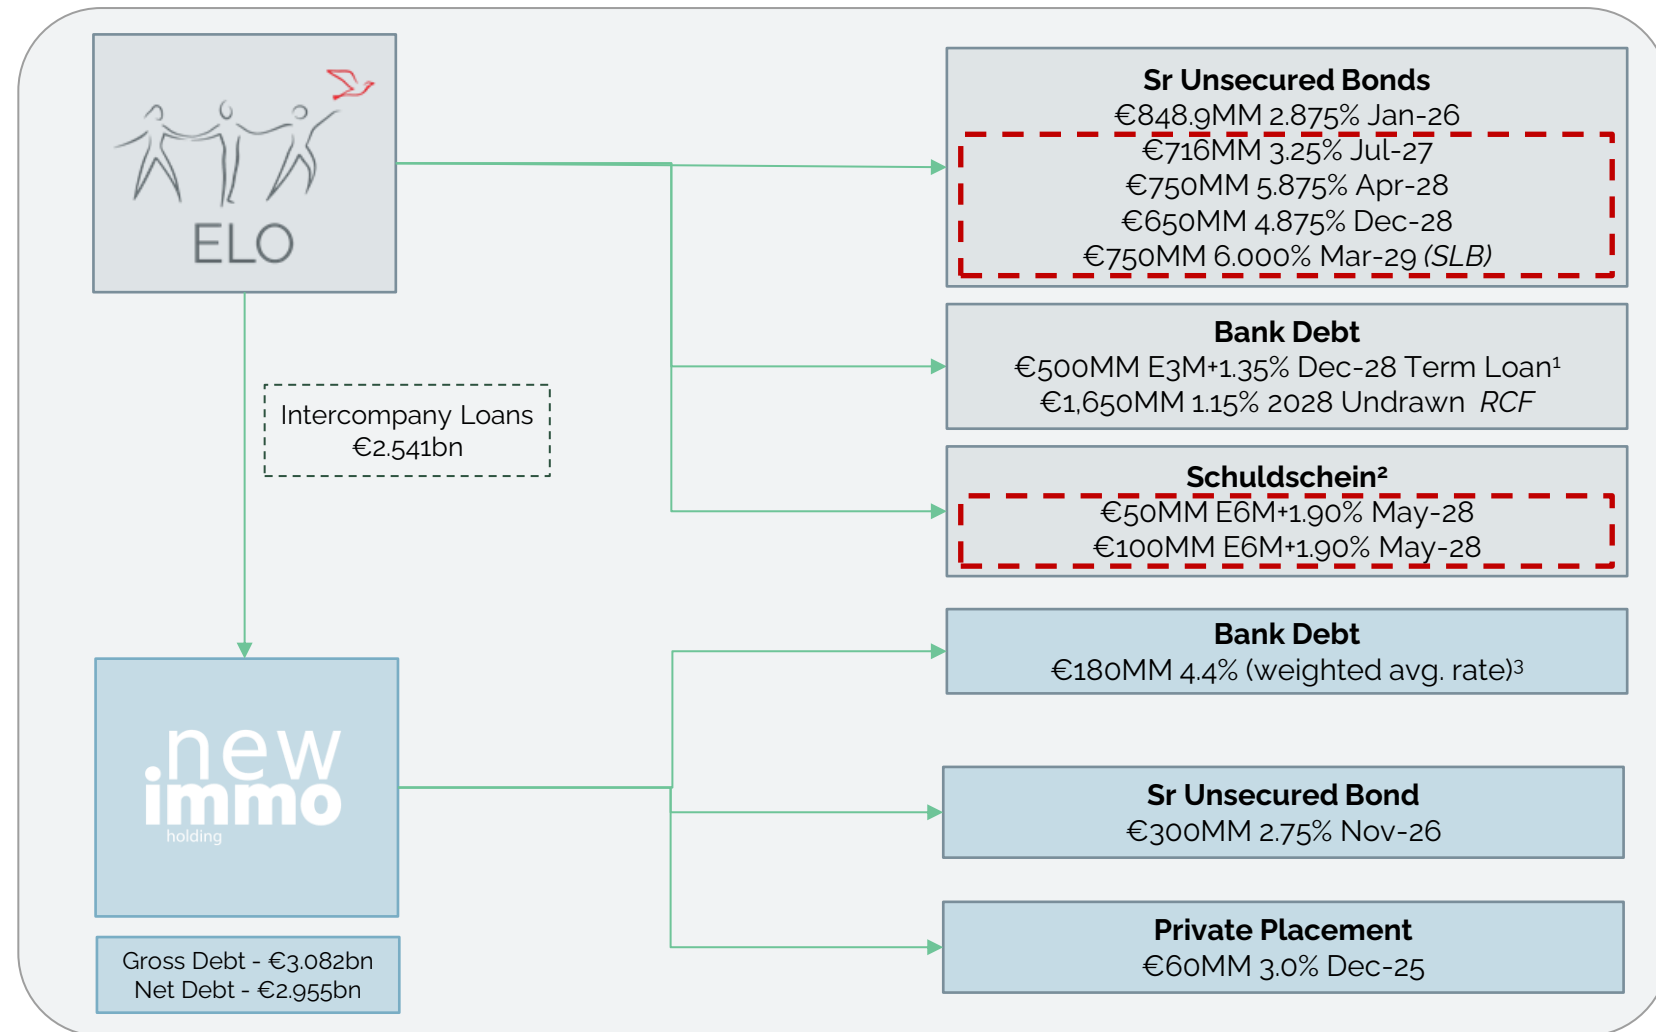 ELO
Intercompany Loans
€2.541bn
new
immo
holding
Gross Debt - €3.082bn
Net Debt - €2.955bn
Sr Unsecured Bonds
€848.9MM 2.875% Jan-26
€716MM 3.25% Jul-27
€750MM 5.875% Apr-28
€650MM 4.875% Dec-28
€750MM 6.000% Mar-29 (SLB)
Bank Debt
€500MM E3M+1.35% Dec-28 Term Loan¹
€1,650MM 1.15% 2028 Undrawn RCF
Schuldschein²
€50MM E6M+1.90% May-28
€100MM E6M+1.90% May-28
Bank Debt
€180MM 4.4% (weighted avg. rate)³
Sr Unsecured Bond
€300MM 2.75% Nov-26
Private Placement
€60MM 3.0% Dec-25